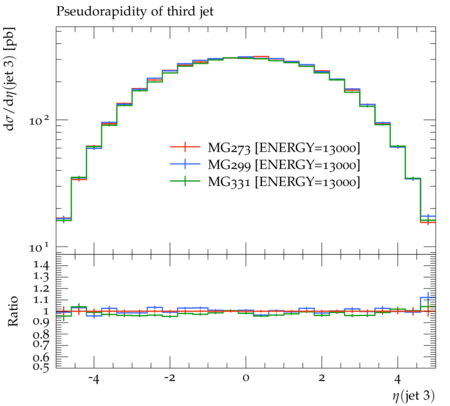 Pseudorapidity of third jet
dσ/dη(jet 3) [pb]
10²
MG273 [ENERGY=13000]
MG299 [ENERGY=13000]
MG331 [ENERGY=13000]
10¹
Ratio
1.4
1.3
1.2
1.1
1
0.9
0.8
0.7
0.6
0.5
-4 -2 0 2 4
η(jet 3)